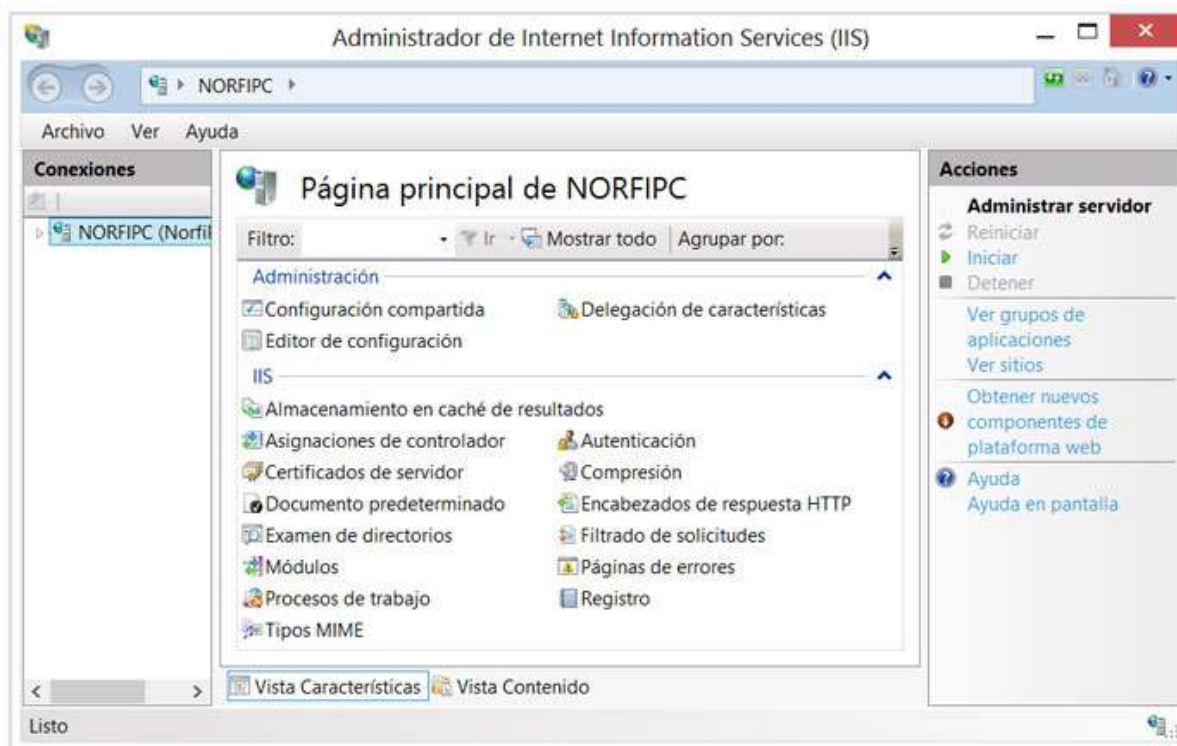 Administrador de Internet Information Services (IIS)
NORFIPC
Archivo Ver Ayuda
Conexiones
NORFIPC (Norfil
Página principal de NORFIPC
Filtro: Ir Mostrar todo Agrupar por:
Administración
Configuración compartida Delegación de características
Editor de configuración
IIS
Almacenamiento en caché de resultados
Asignaciones de controlador Autenticación
Certificados de servidor Compresión
Documento predeterminado Encabezados de respuesta HTTP
Examen de directorios Filtrado de solicitudes
Módulos Páginas de errores
Procesos de trabajo Registro
Tipos MIME
Vista Características Vista Contenido
Acciones
Administrar servidor
Reiniciar
Iniciar
Detener
Ver grupos de
aplicaciones
Ver sitios
Obtener nuevos
componentes de
plataforma web
Ayuda
Ayuda en pantalla
Listo